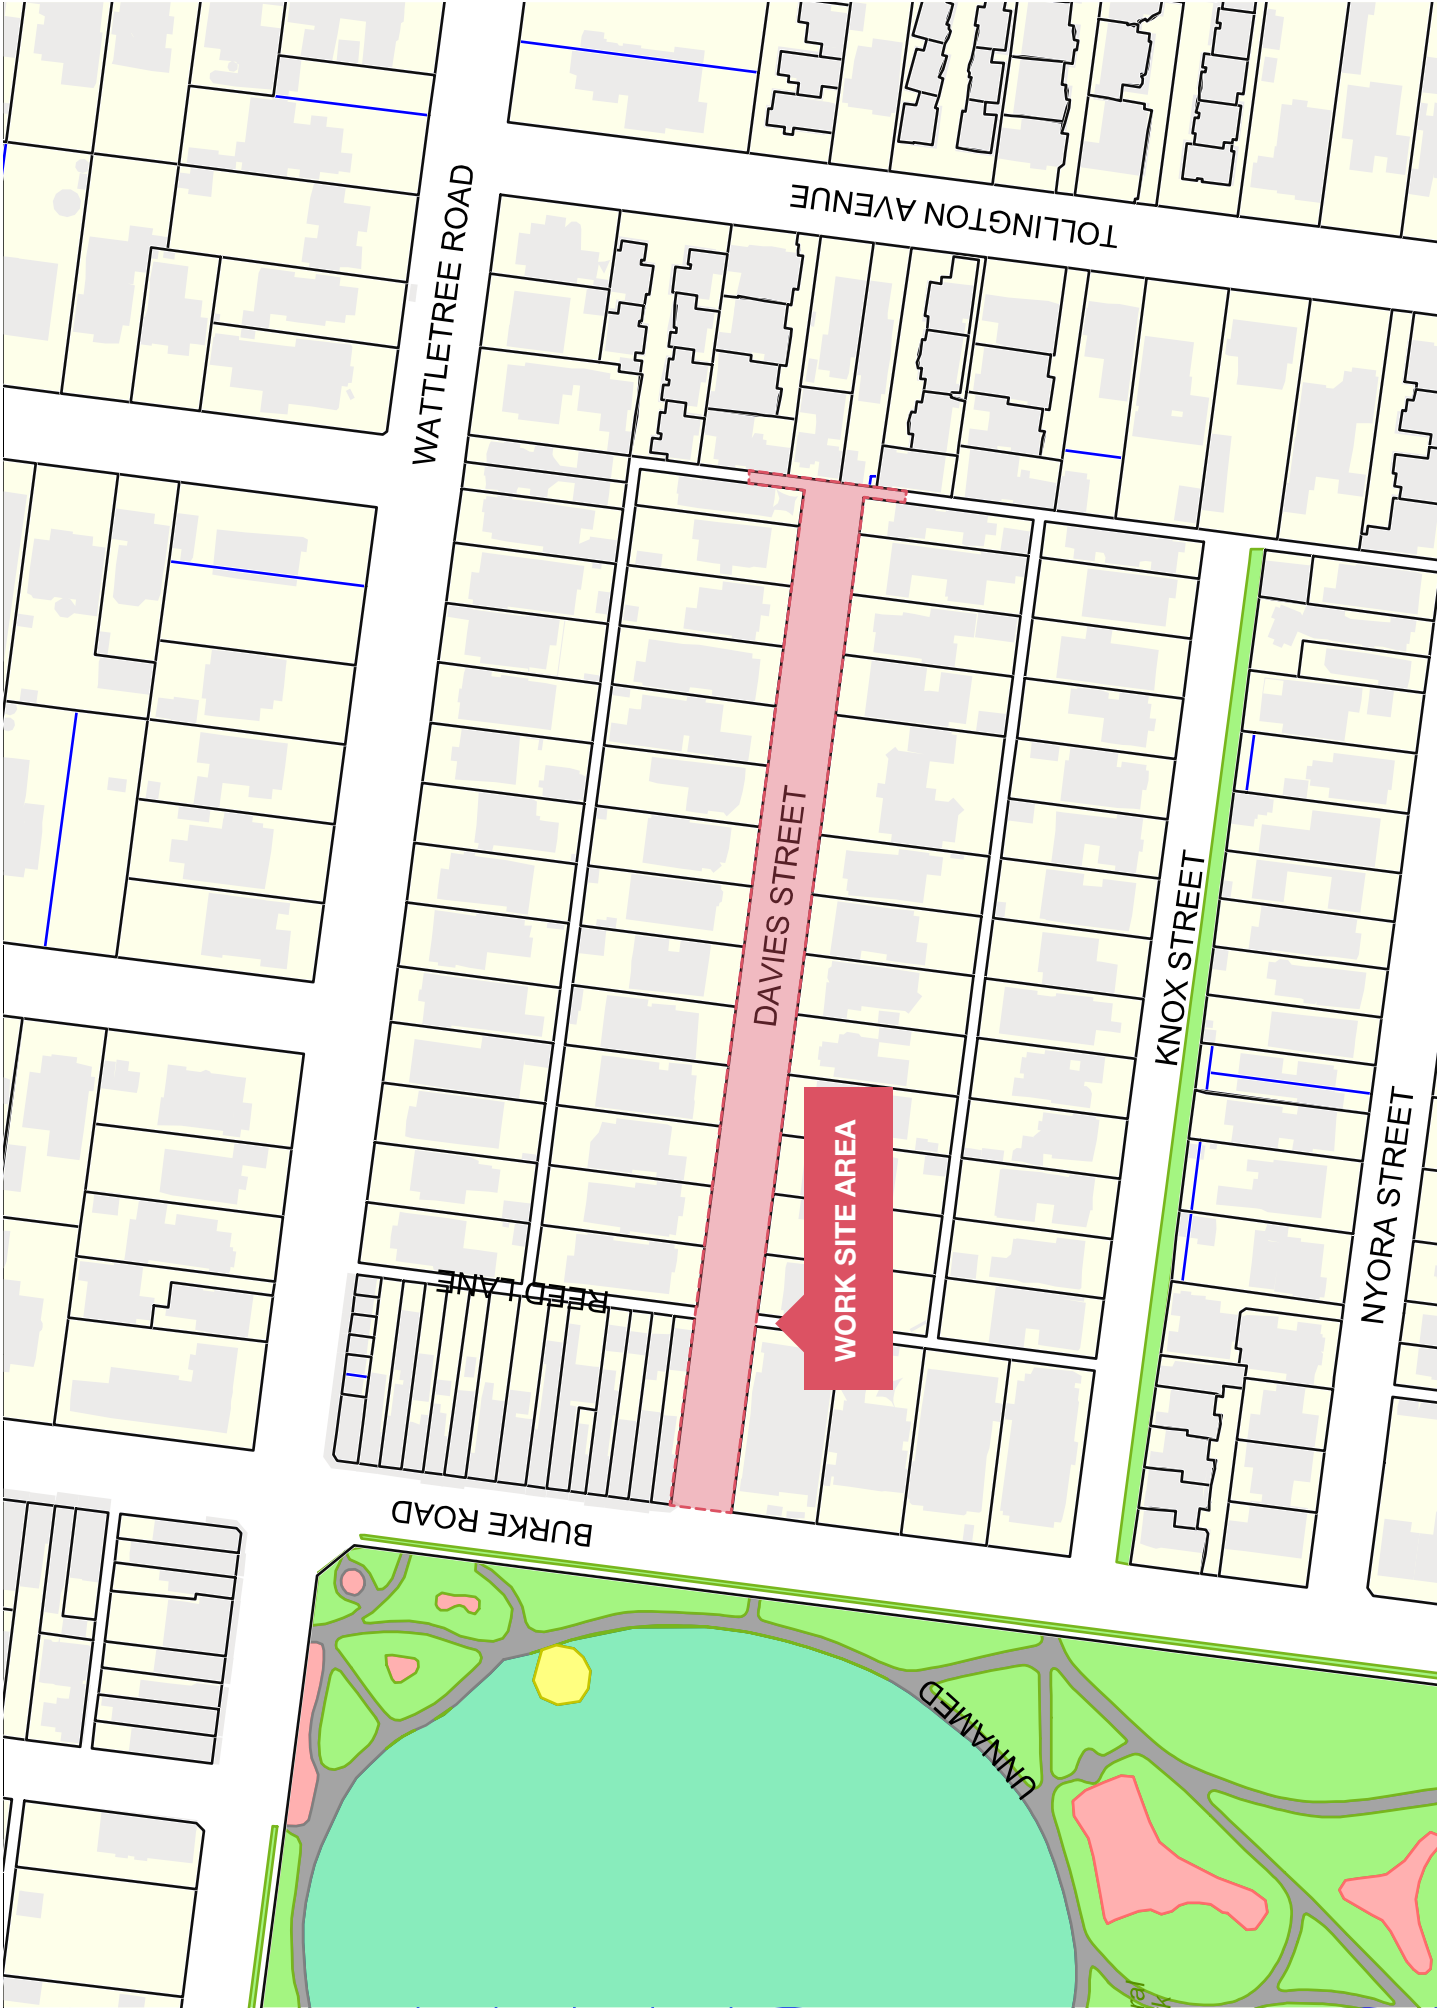 TOLLINGTON AVENUE
WATTLETREE ROAD
DAVIES STREET
KNOX STREET
NYORA STREET
WORK SITE AREA
REED LANE
BURKE ROAD
UNNAMED